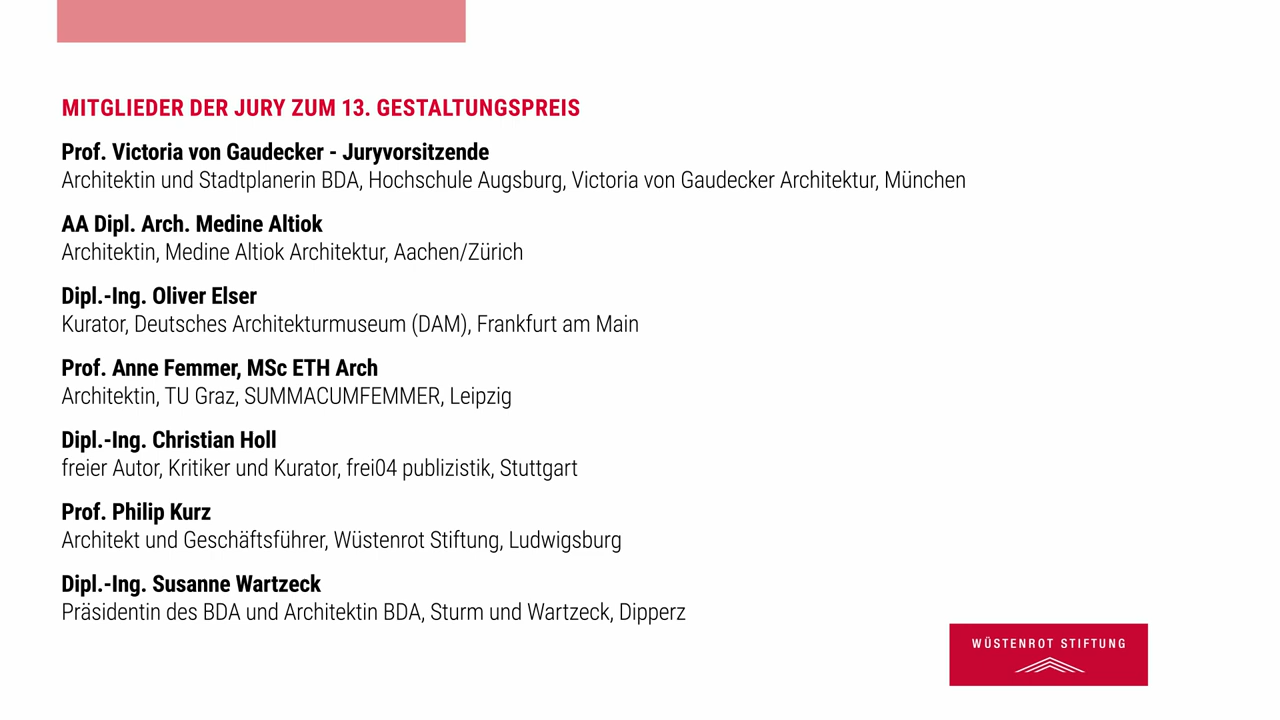 MITGLIEDER DER JURY ZUM 13. GESTALTUNGSPREIS
Prof. Victoria von Gaudecker - Juryvorsitzende
Architektin und Stadtplanerin BDA, Hochschule Augsburg, Victoria von Gaudecker Architektur, München
AA Dipl. Arch. Medine Altiok
Architektin, Medine Altiok Architektur, Aachen/Zürich
Dipl.-Ing. Oliver Elser
Kurator, Deutsches Architekturmuseum (DAM), Frankfurt am Main
Prof. Anne Femmer, MSc ETH Arch
Architektin, TU Graz, SUMMACUMFEMMER, Leipzig
Dipl.-Ing. Christian Holl
freier Autor, Kritiker und Kurator, frei04 publizistik, Stuttgart
Prof. Philip Kurz
Architekt und Geschäftsführer, Wüstenrot Stiftung, Ludwigsburg
Dipl.-Ing. Susanne Wartzeck
Präsidentin des BDA und Architektin BDA, Sturm und Wartzeck, Dipperz
WÜSTENROT STIFTUNG